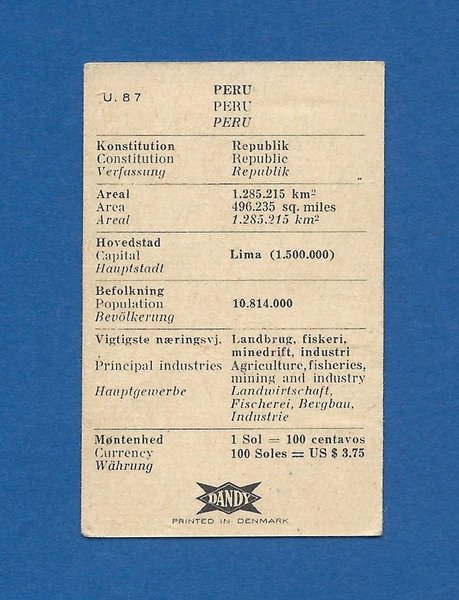 U. 87
PERU
PERU
PERU
Konstitution Republik
Constitution Republic
Verfassung Republik
Areal 1.285.215 km²
Area 496.235 sq. miles
Areal 1.285.215 km²
Hovedstad
Capital Lima (1.500.000)
Hauptstadt
Befolkning
Population 10.814.000
Bevölkerung
Vigtigste næringsvj. Landbrug, fiskeri,
minedrift, industri
Principal industries Agriculture, fisheries,
mining and industry
Hauptgewerbe Landwirtschaft,
Fischerei, Bergbau,
Industrie
Møntenhed 1 Sol = 100 centavos
Currency 100 Soles = US $ 3.75
Währung
DANDY
PRINTED IN DENMARK